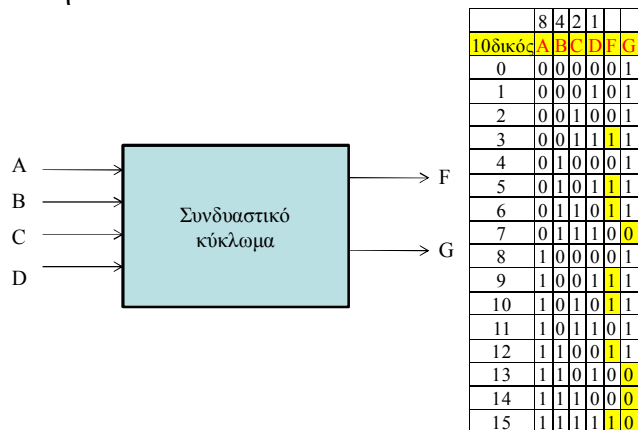 A
B
C
D
Συνδυαστικό
κύκλωμα
F
G
8 4 2 1
10δικός A B C D F G
0 0 0 0 0 0 1
1 0 0 0 1 0 1
2 0 0 1 0 0 1
3 0 0 1 1 1 1
4 0 1 0 0 0 1
5 0 1 0 1 1 1
6 0 1 1 0 1 1
7 0 1 1 1 0 0
8 1 0 0 0 0 1
9 1 0 0 1 1 1
10 1 0 1 0 1 1
11 1 0 1 1 0 1
12 1 1 0 0 1 1
13 1 1 0 1 0 0
14 1 1 1 0 0 0
15 1 1 1 1 1 0